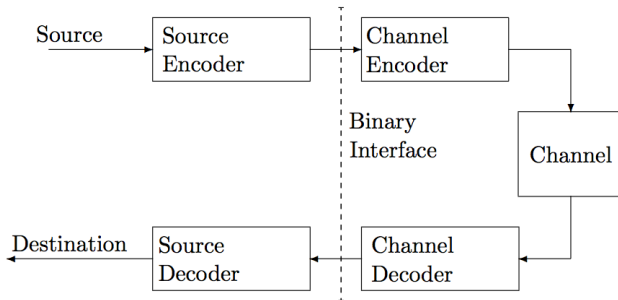 Source
Source
Encoder
Channel
Encoder
Binary
Interface
Channel
Destination
Source
Decoder
Channel
Decoder